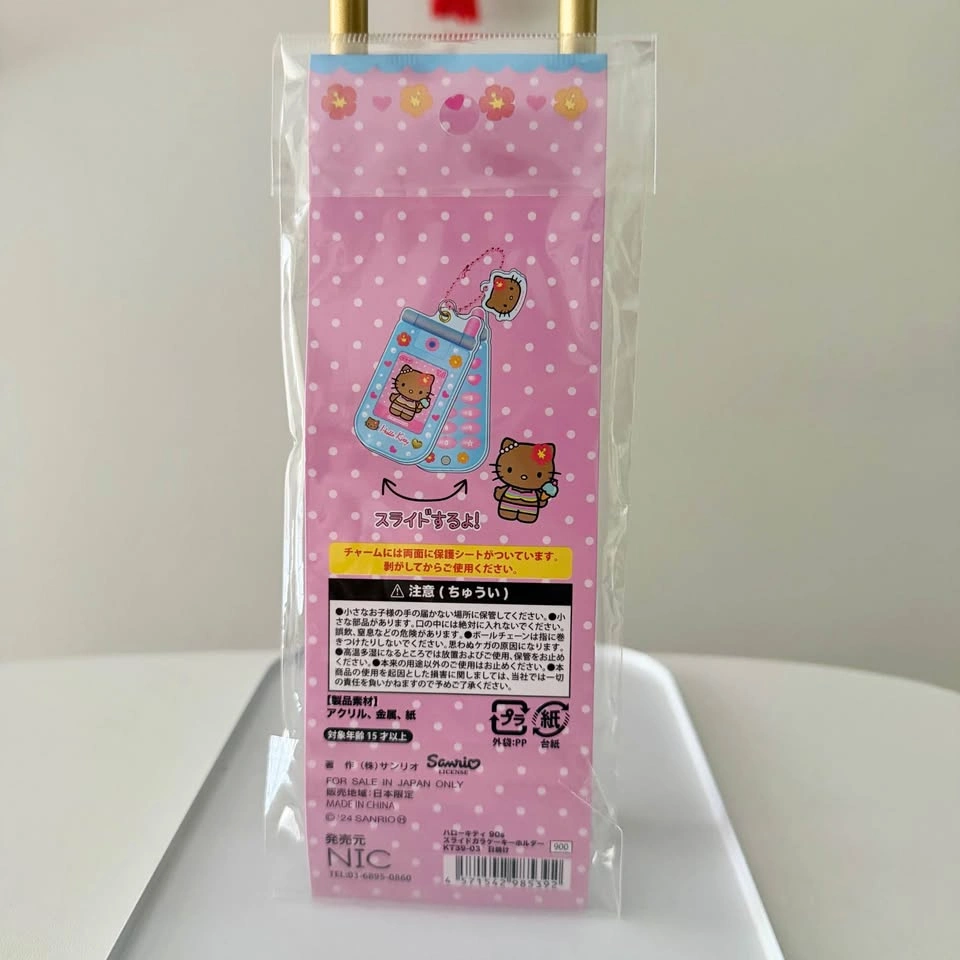 Hello Kitty
スライドするよ!
チャームには両面に保護シートがついています。
剥がしてからご使用ください。
⚠ 注意 (ちゅうい)
●小さなお子様の手の届かない場所に保管してください。●小
さな部品があります。口の中には絶対に入れないでください。
誤飲、窒息などの危険があります。●ボールチェーンは指に巻
きつけたりしないでください。思わぬケガの原因になります。
●高温多湿になるところでは放置およびご使用、保管をお止め
ください。●本来の用途以外のご使用はお止めください。●本
商品の使用を起因とした損害に関しましては、当社では一切
の責任を負いかねますので予めご了承ください。
【製品素材】
アクリル、金属、紙
プラ
外袋:PP
紙
台紙
対象年齢 15 才以上
著 作 (株)サンリオ
Sanrio
LICENSE
FOR SALE IN JAPAN ONLY
販売地域:日本限定
MADE IN CHINA
© '24 SANRIO Ⓗ
発売元
NIC
TEL:03-6895-0860
ハローキティ 90s
スライドガラケーキーホルダー
KT39-03 日焼け
900
4 571542 985392